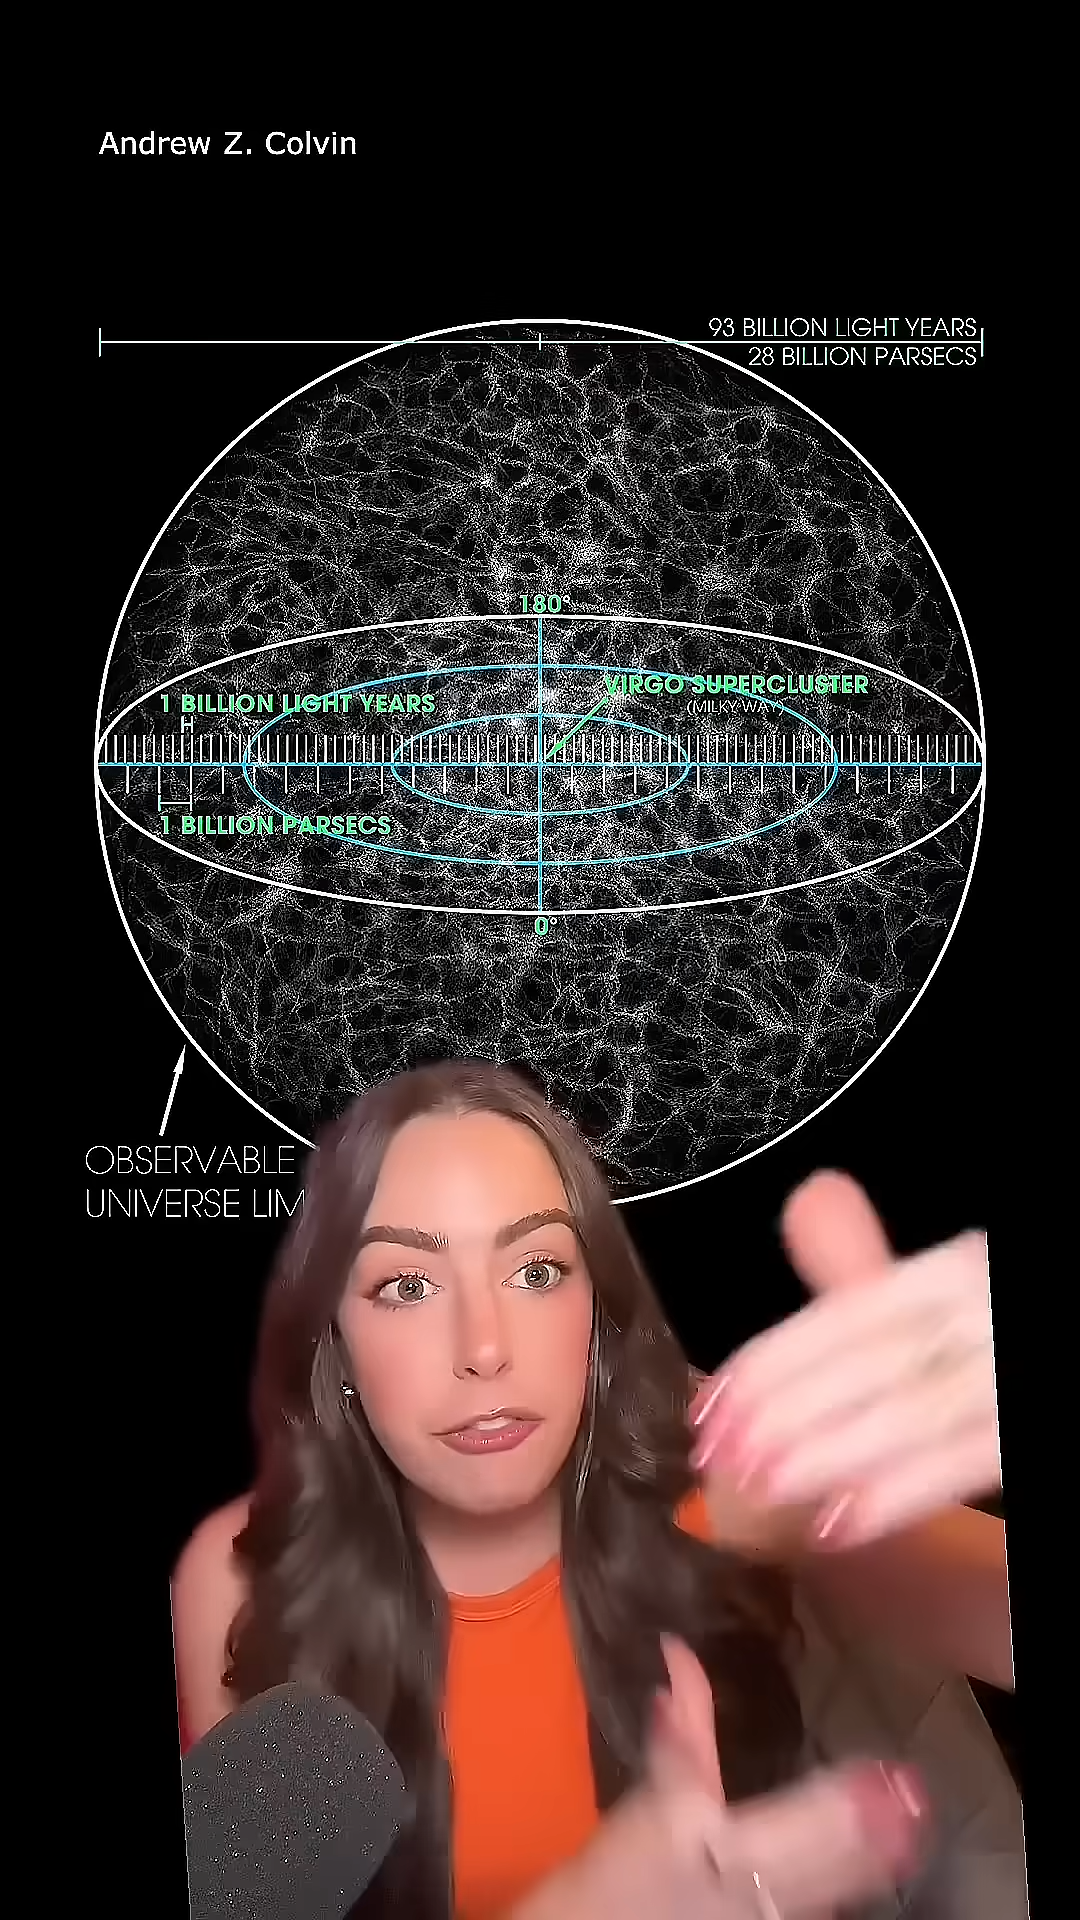 Andrew Z. Colvin
93 BILLION LIGHT YEARS
28 BILLION PARSECS
180°
VIRGO SUPERCLUSTER
(MILKY WAY)
1 BILLION LIGHT YEARS
1 BILLION PARSECS
0°
OBSERVABLE
UNIVERSE LIM